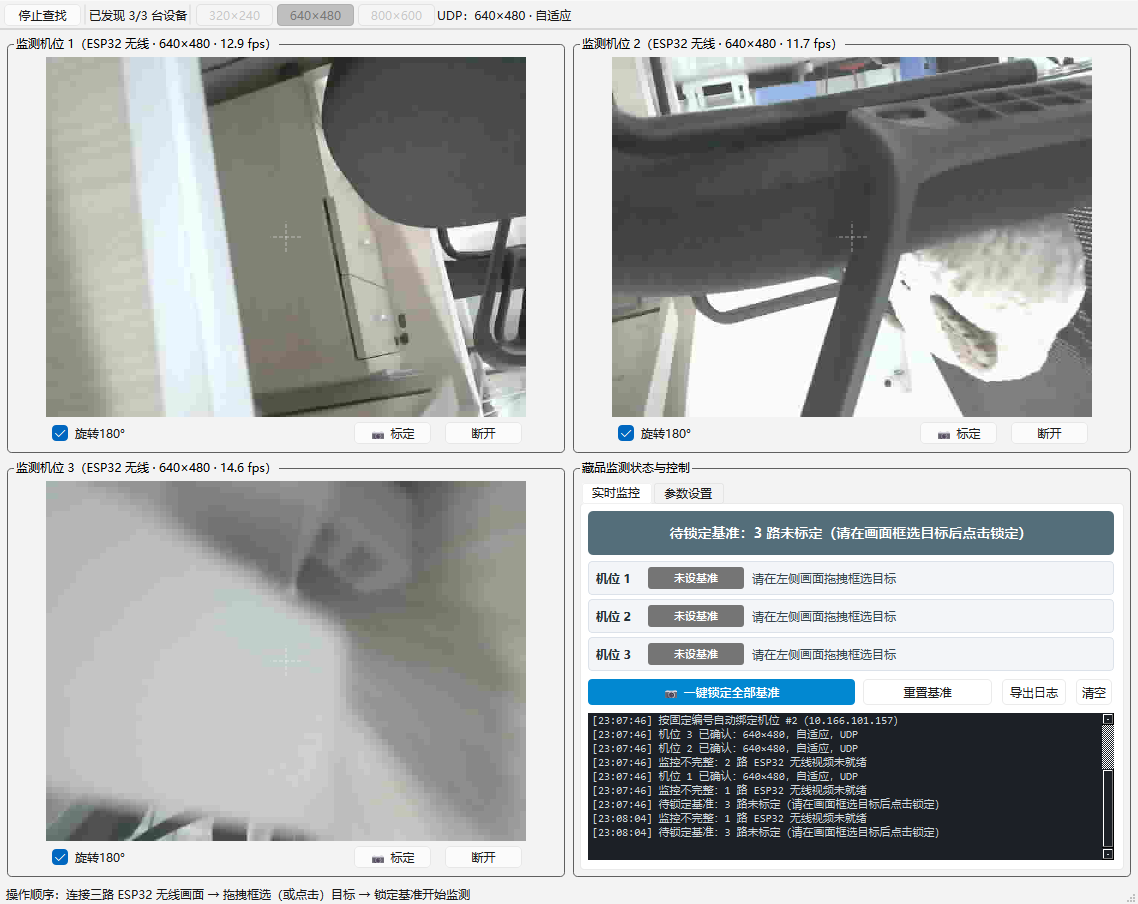 停止查找 已发现 3/3 台设备 320×240 640×480 800×600 UDP：640×480 · 自适应
监测机位 1（ESP32 无线 · 640×480 · 12.9 fps）
旋转180° 标定 断开
监测机位 2（ESP32 无线 · 640×480 · 11.7 fps）
旋转180° 标定 断开
监测机位 3（ESP32 无线 · 640×480 · 14.6 fps）
旋转180° 标定 断开
藏品监测状态与控制
实时监控 参数设置
待锁定基准：3 路未标定（请在画面框选目标后点击锁定）
机位 1 未设基准 请在左侧画面拖拽框选目标
机位 2 未设基准 请在左侧画面拖拽框选目标
机位 3 未设基准 请在左侧画面拖拽框选目标
一键锁定全部基准 重置基准 导出日志 清空
[23:07:46] 按固定编号自动绑定机位 #2 (10.166.101.157)
[23:07:46] 机位 3 已确认：640×480，自适应，UDP
[23:07:46] 机位 2 已确认：640×480，自适应，UDP
[23:07:46] 监控不完整：2 路 ESP32 无线视频未就绪
[23:07:46] 机位 1 已确认：640×480，自适应，UDP
[23:07:46] 监控不完整：1 路 ESP32 无线视频未就绪
[23:07:46] 待锁定基准：3 路未标定（请在画面框选目标后点击锁定）
[23:08:04] 监控不完整：1 路 ESP32 无线视频未就绪
[23:08:04] 待锁定基准：3 路未标定（请在画面框选目标后点击锁定）
操作顺序：连接三路 ESP32 无线画面 → 拖拽框选（或点击）目标 → 锁定基准开始监测